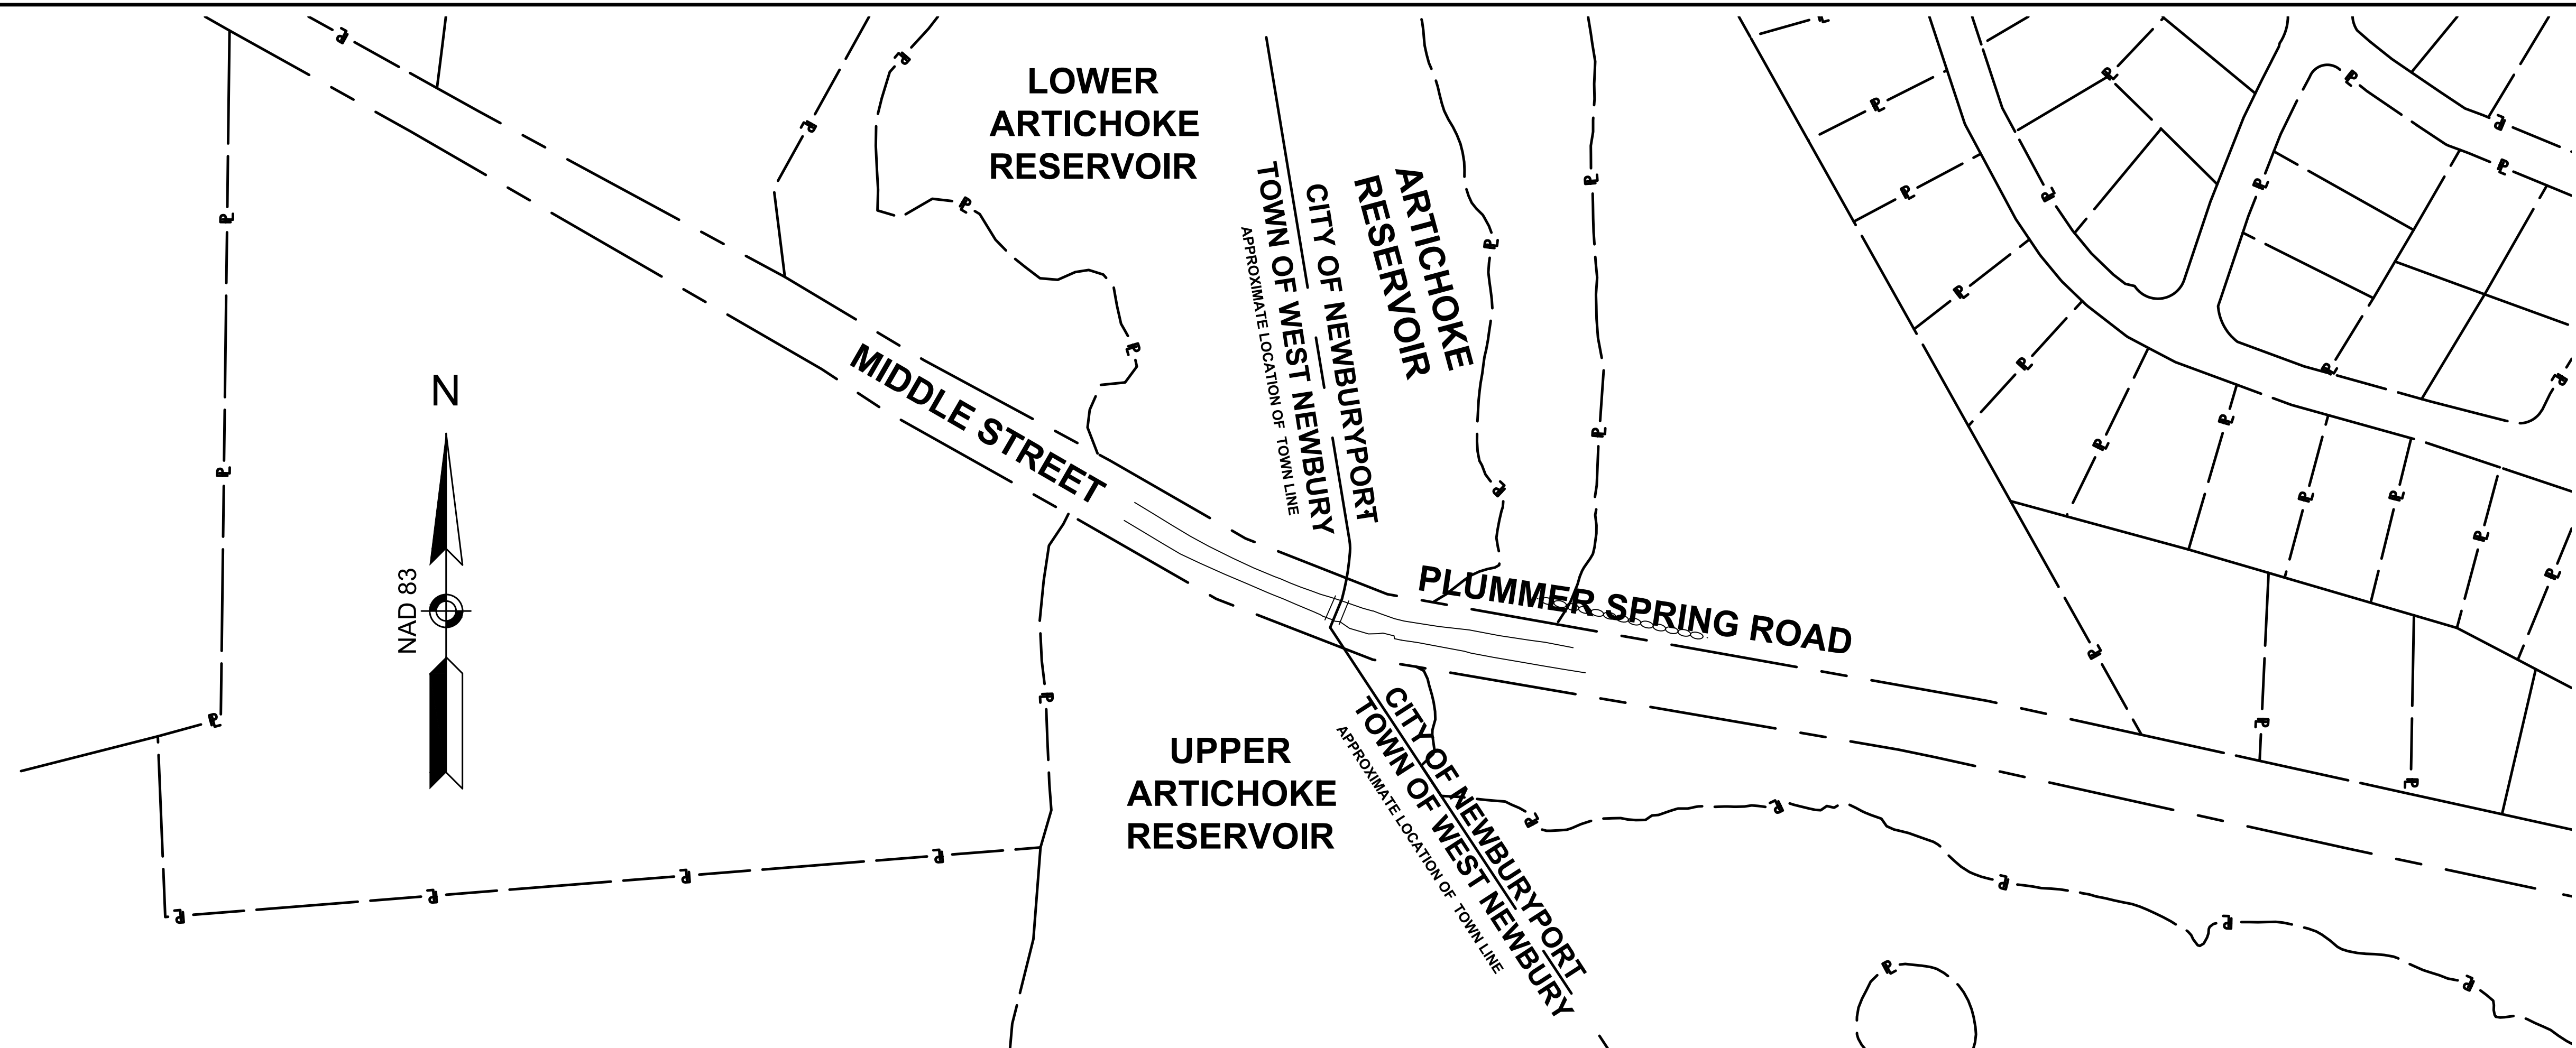 LOWER
ARTICHOKE
RESERVOIR
ARTICHOKE
RESERVOIR
CITY OF NEWBURYPORT
TOWN OF WEST NEWBURY
APPROXIMATE LOCATION OF TOWN LINE
MIDDLE STREET
N
NAD 83
PLUMMER SPRING ROAD
UPPER
ARTICHOKE
RESERVOIR
CITY OF NEWBURYPORT
TOWN OF WEST NEWBURY
APPROXIMATE LOCATION OF TOWN LINE